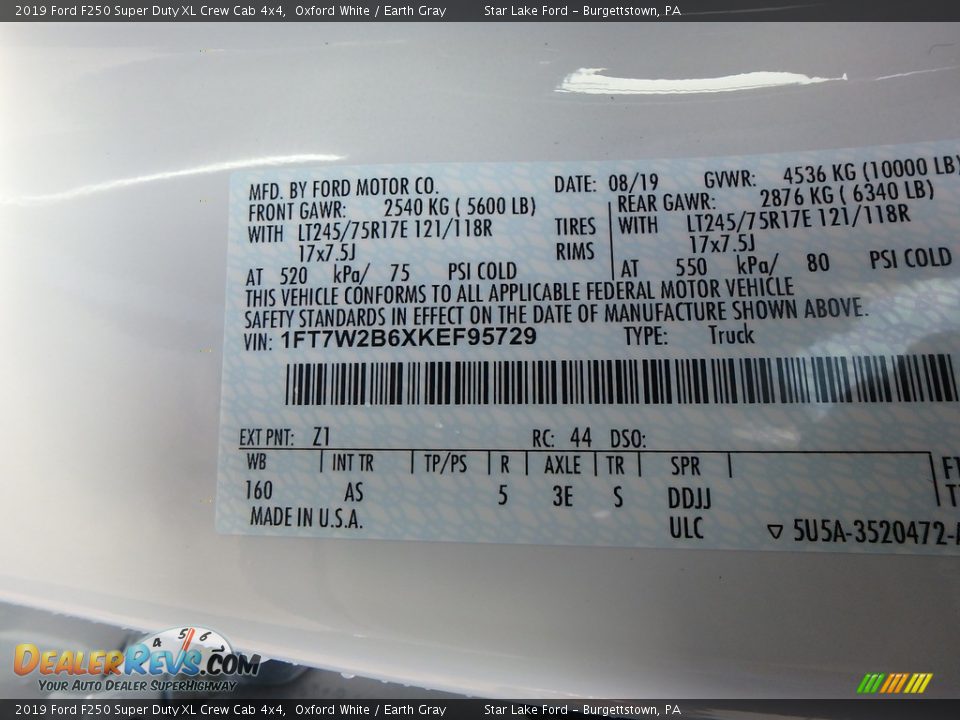 2019 Ford F250 Super Duty XL Crew Cab 4x4, Oxford White / Earth Gray Star Lake Ford - Burgettstown, PA
MFD. BY FORD MOTOR CO. DATE: 08/19 GVWR: 4536 KG (10000 LB)
FRONT GAWR: 2540 KG ( 5600 LB) REAR GAWR: 2876 KG ( 6340 LB)
WITH LT245/75R17E 121/118R TIRES WITH LT245/75R17E 121/118R
17x7.5J RIMS 17x7.5J
AT 520 kPa/ 75 PSI COLD AT 550 kPa/ 80 PSI COLD
THIS VEHICLE CONFORMS TO ALL APPLICABLE FEDERAL MOTOR VEHICLE
SAFETY STANDARDS IN EFFECT ON THE DATE OF MANUFACTURE SHOWN ABOVE.
VIN: 1FT7W2B6XKEF95729 TYPE: Truck
EXT PNT: Z1 RC: 44 DSO:
WB INT TR TP/PS R AXLE TR SPR
160 AS 5 3E S DDJJ
MADE IN U.S.A. ULC ▽ 5U5A-3520472-
4 5 6 7
DEALERREVS.COM
YOUR AUTO DEALER SUPERHIGHWAY
2019 Ford F250 Super Duty XL Crew Cab 4x4, Oxford White / Earth Gray Star Lake Ford - Burgettstown, PA